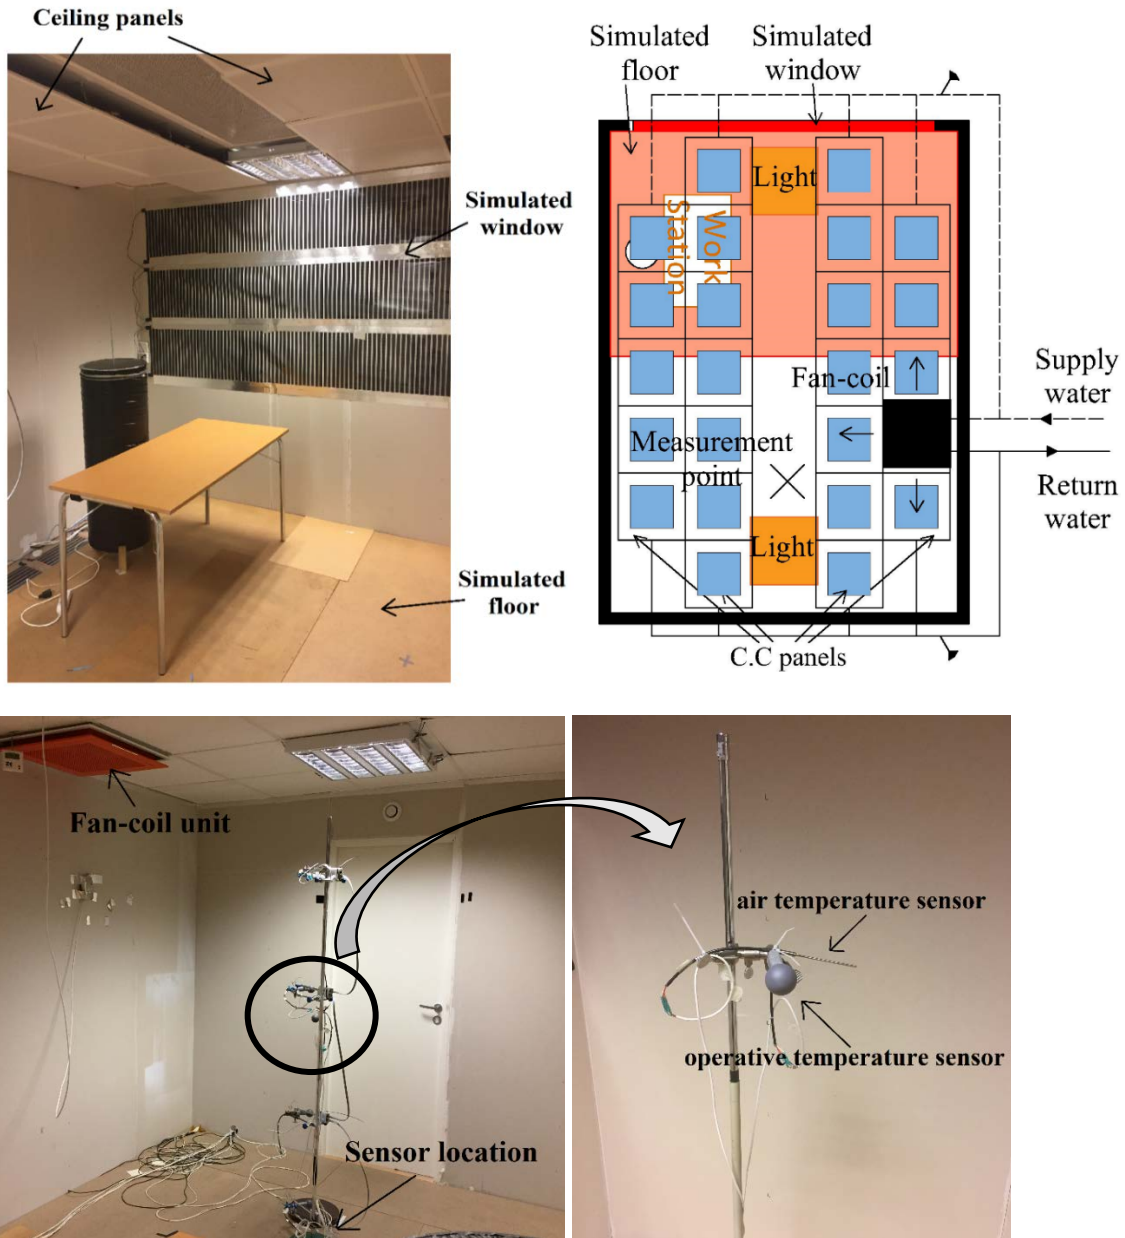 Ceiling panels
Simulated
window
Simulated
floor
Simulated
floor
Simulated
window
Light
Work
Station
Fan-coil
Measurement
point
Light
C.C panels
Supply
water
Return
water
Fan-coil unit
Sensor location
air temperature sensor
operative temperature sensor